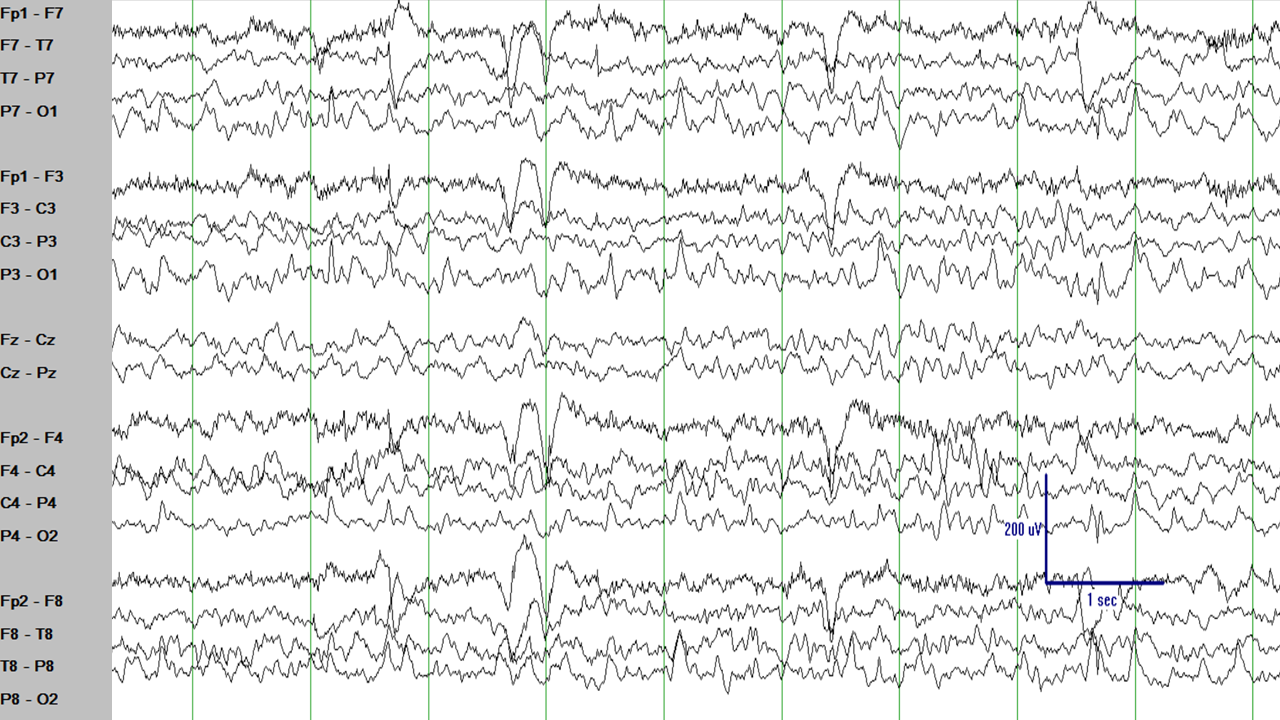 Fp1 - F7
F7 - T7
T7 - P7
P7 - O1
Fp1 - F3
F3 - C3
C3 - P3
P3 - O1
Fz - Cz
Cz - Pz
Fp2 - F4
F4 - C4
C4 - P4
200 uV
P4 - O2
Fp2 - F8
1 sec
F8 - T8
T8 - P8
P8 - O2